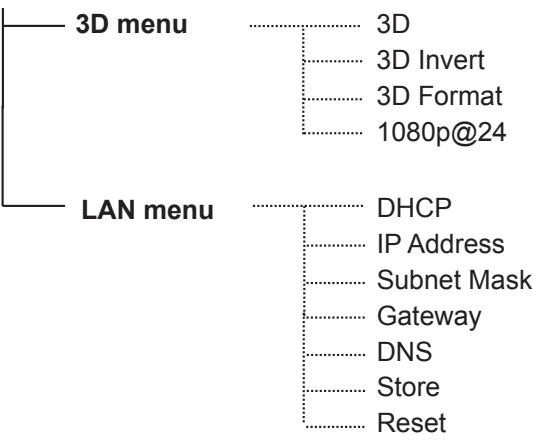 3D menu 3D
3D Invert
3D Format
1080p@24
LAN menu DHCP
IP Address
Subnet Mask
Gateway
DNS
Store
Reset